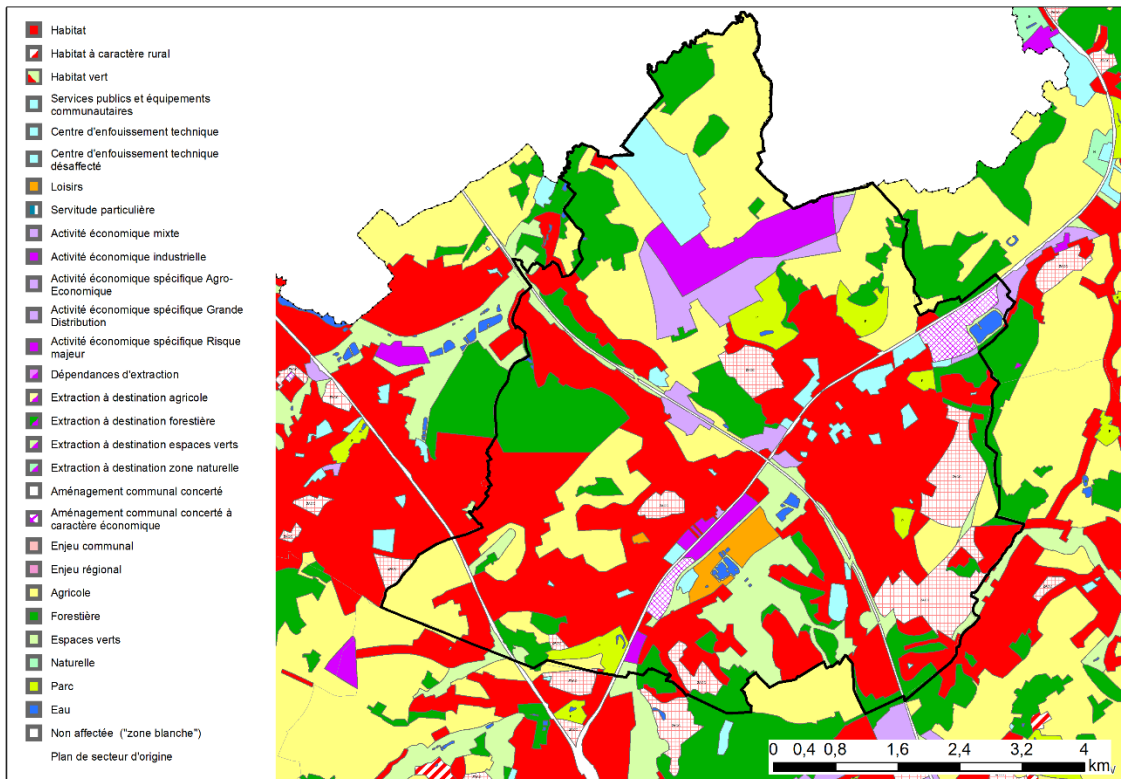 Habitat
Habitat à caractère rural
Habitat vert
Services publics et équipements
communautaires
Centre d'enfouissement technique
Centre d'enfouissement technique
désaffecté
Loisirs
Servitude particulière
Activité économique mixte
Activité économique industrielle
Activité économique spécifique Agro-
Economique
Activité économique spécifique Grande
Distribution
Activité économique spécifique Risque
majeur
Dépendances d'extraction
Extraction à destination agricole
Extraction à destination forestière
Extraction à destination espaces verts
Extraction à destination zone naturelle
Aménagement communal concerté
Aménagement communal concerté à
caractère économique
Enjeu communal
Enjeu régional
Agricole
Forestière
Espaces verts
Naturelle
Parc
Eau
Non affectée ("zone blanche")
Plan de secteur d'origine
0 0,4 0,8 1,6 2,4 3,2 4
km